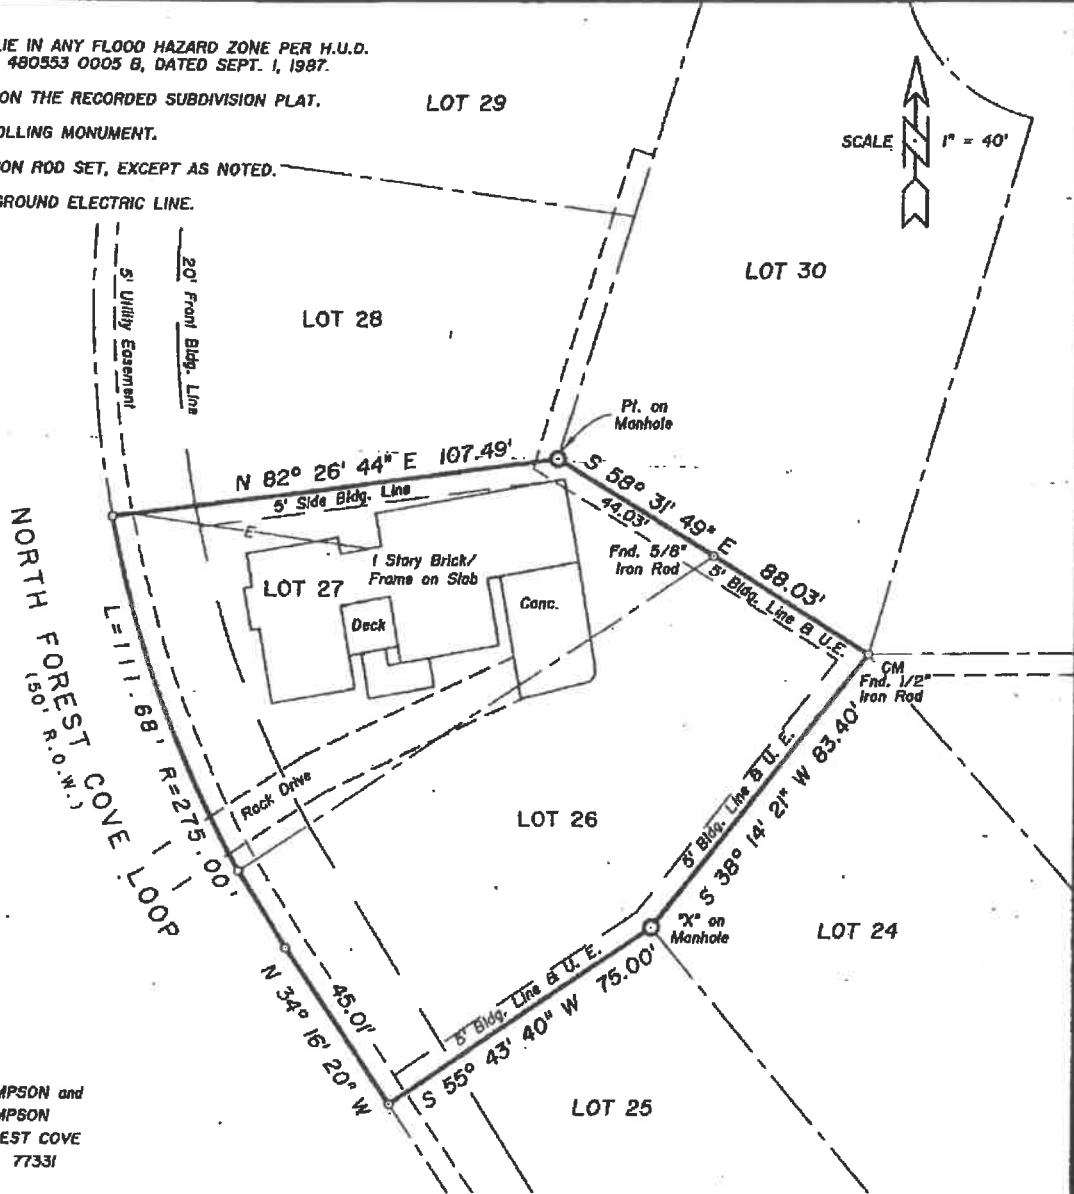 IE IN ANY FLOOD HAZARD ZONE PER H.U.D.
480553 0005 B, DATED SEPT. 1, 1987.
ON THE RECORDED SUBDIVISION PLAT.
OLLING MONUMENT.
ON ROD SET, EXCEPT AS NOTED.
GROUND ELECTRIC LINE.
LOT 29
SCALE
1" = 40'
LOT 30
5' Utility Easement
20' Front Bldg. Line
LOT 28
Pt. on
Manhole
N 82° 26' 44" E 107.49'
5' Side Bldg. Line
S 58° 31' 49" E 88.03'
44.03'
E
Fnd. 5/8"
Iron Rod
5' Bldg. Line & U.E.
1 Story Brick/
Frame on Slab
LOT 27
Conc.
Deck
CM
Fnd. 1/2"
Iron Rod
NORTH FOREST COVE LOOP
(50' R.O.W.)
L=111.68' R=275.00'
Rock Drive
LOT 26
5' Bldg. Line & U.E.
S 38° 14' 21" W 83.40'
"X" on
Manhole
LOT 24
5' Bldg. Line & U.E.
S 55° 43' 40" W 75.00'
45.01'
N 34° 16' 20" W
LOT 25
MPSON and
MPSON
EST COVE
77331